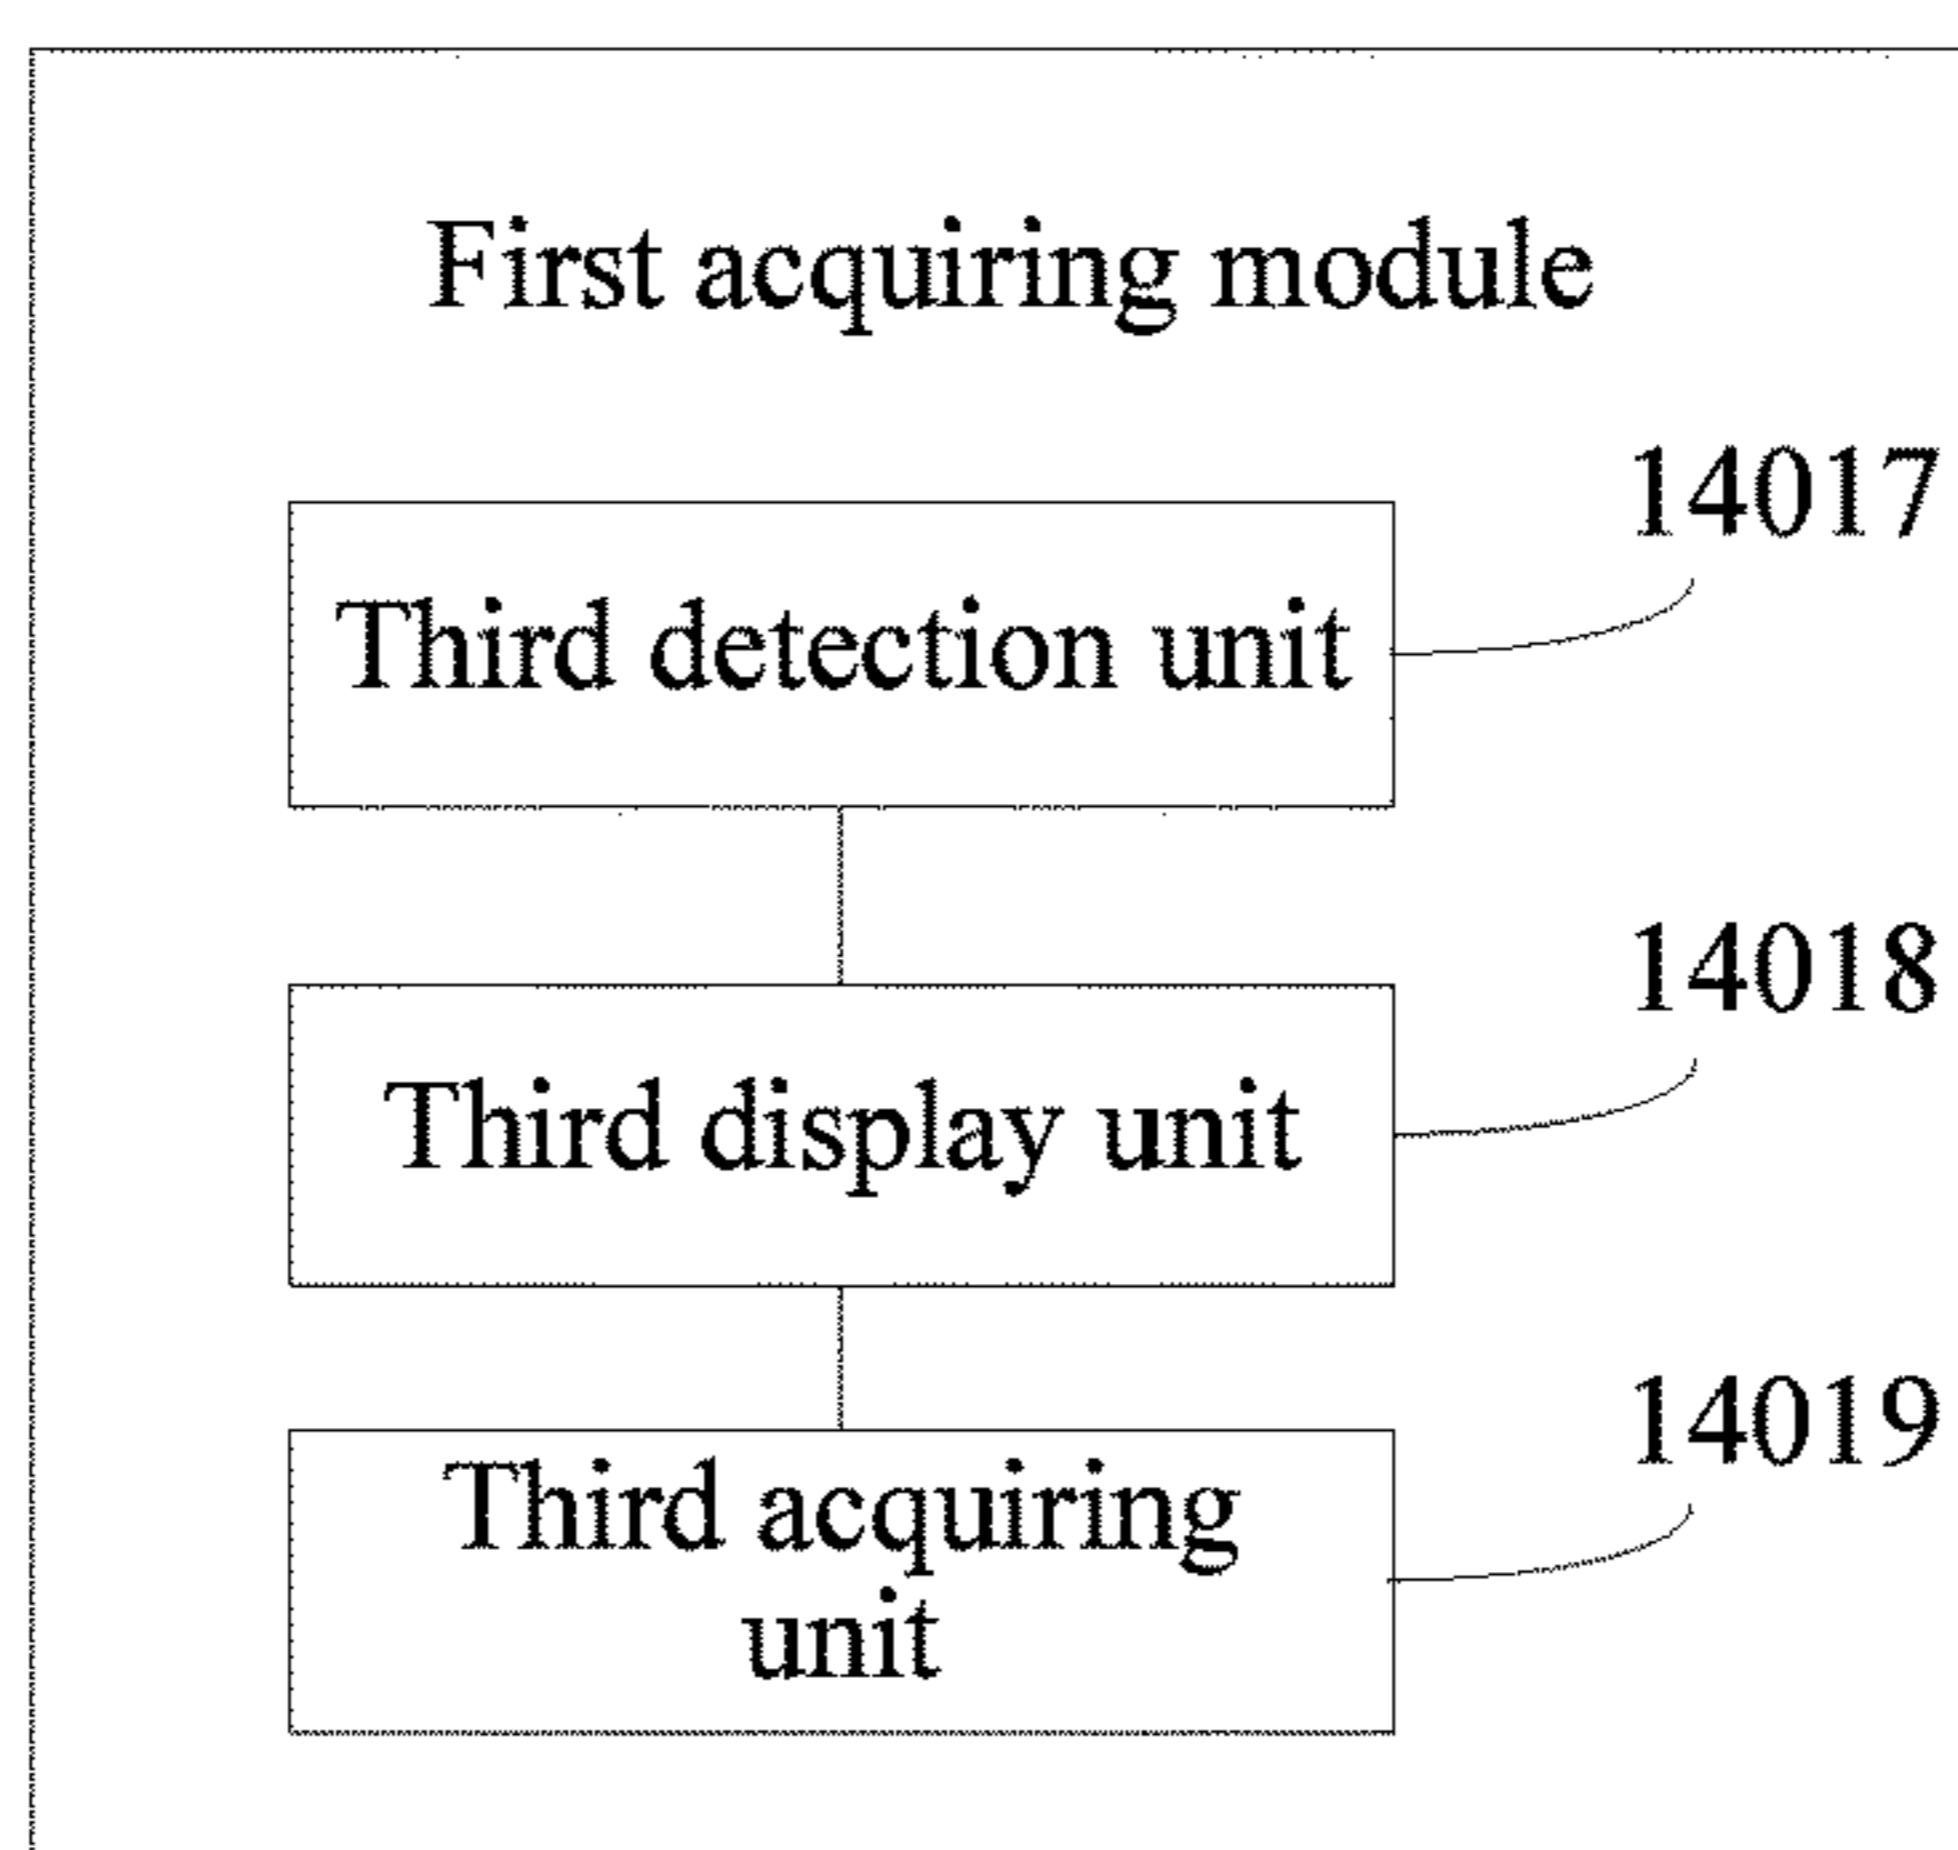 First acquiring module
14017
Third detection unit
14018
Third display unit
14019
Third acquiring
unit